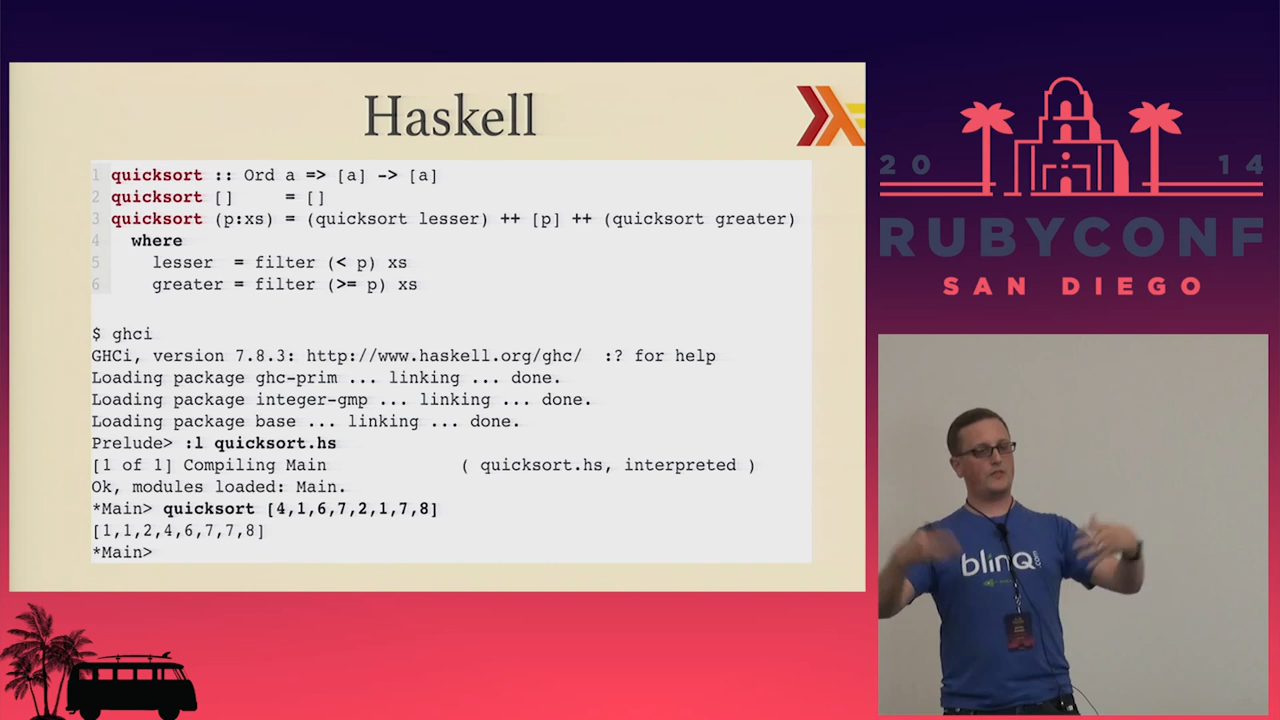 Haskell
1 quicksort :: Ord a => [a] -> [a]
2 quicksort []     = []
3 quicksort (p:xs) = (quicksort lesser) ++ [p] ++ (quicksort greater)
4   where
5     lesser  = filter (< p) xs
6     greater = filter (>= p) xs
$ ghci
GHCi, version 7.8.3: http://www.haskell.org/ghc/  :? for help
Loading package ghc-prim ... linking ... done.
Loading package integer-gmp ... linking ... done.
Loading package base ... linking ... done.
Prelude> :l quicksort.hs
[1 of 1] Compiling Main             ( quicksort.hs, interpreted )
Ok, modules loaded: Main.
*Main> quicksort [4,1,6,7,2,1,7,8]
[1,1,2,4,6,7,7,8]
*Main>
20 14
RUBYCONF
SAN DIEGO
blinq.com